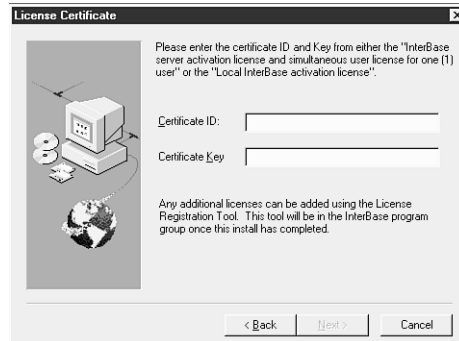 License Certificate
Please enter the certificate ID and Key from either the "InterBase
server activation license and simultaneous user license for one (1)
user" or the "Local InterBase activation license".
Certificate ID:
Certificate Key
Any additional licenses can be added using the License
Registration Tool. This tool will be in the InterBase program
group once this install has completed.
< Back Next > Cancel